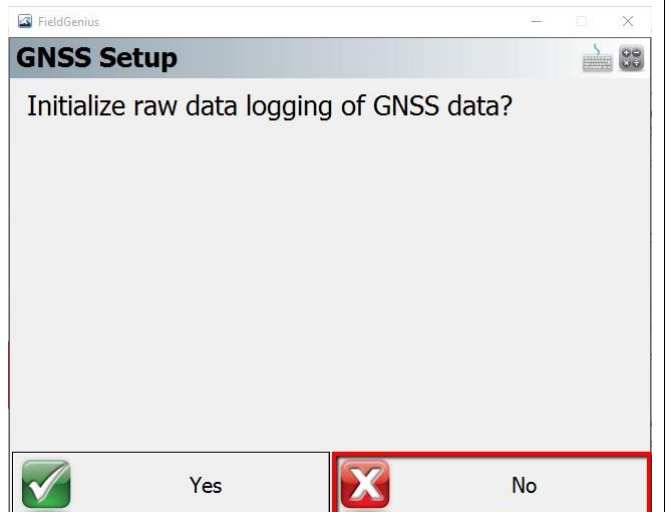 FieldGenius
GNSS Setup
Initialize raw data logging of GNSS data?
Yes
No